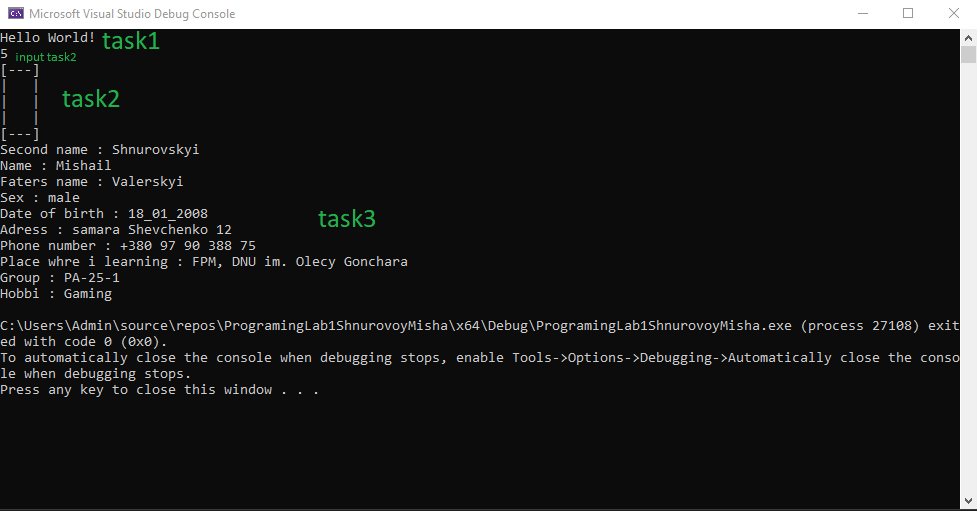 Microsoft Visual Studio Debug Console
Hello World! task1
5 input task2
[---]
|   |
|   | task2
|   |
[---]
Second name : Shnurovskyi
Name : Mishail
Faters name : Valerskyi
Sex : male
Date of birth : 18_01_2008
task3
Adress : samara Shevchenko 12
Phone number : +380 97 90 388 75
Place whre i learning : FPM, DNU im. Olecy Gonchara
Group : PA-25-1
Hobbi : Gaming
C:\Users\Admin\source\repos\ProgramingLab1ShnurovoyMisha\x64\Debug\ProgramingLab1ShnurovoyMisha.exe (process 27108) exit
ed with code 0 (0x0).
To automatically close the console when debugging stops, enable Tools->Options->Debugging->Automatically close the conso
le when debugging stops.
Press any key to close this window . . .